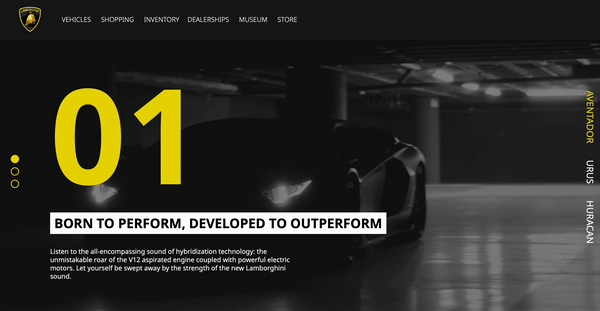 VEHICLES SHOPPING INVENTORY DEALERSHIPS MUSEUM STORE
01
BORN TO PERFORM, DEVELOPED TO OUTPERFORM
Listen to the all-encompassing sound of hybridization technology: the
unmistakable roar of the V12 aspirated engine coupled with powerful electric
motors. Let yourself be swept away by the strength of the new Lamborghini
sound.
AVENTADOR
URUS
HURACAN